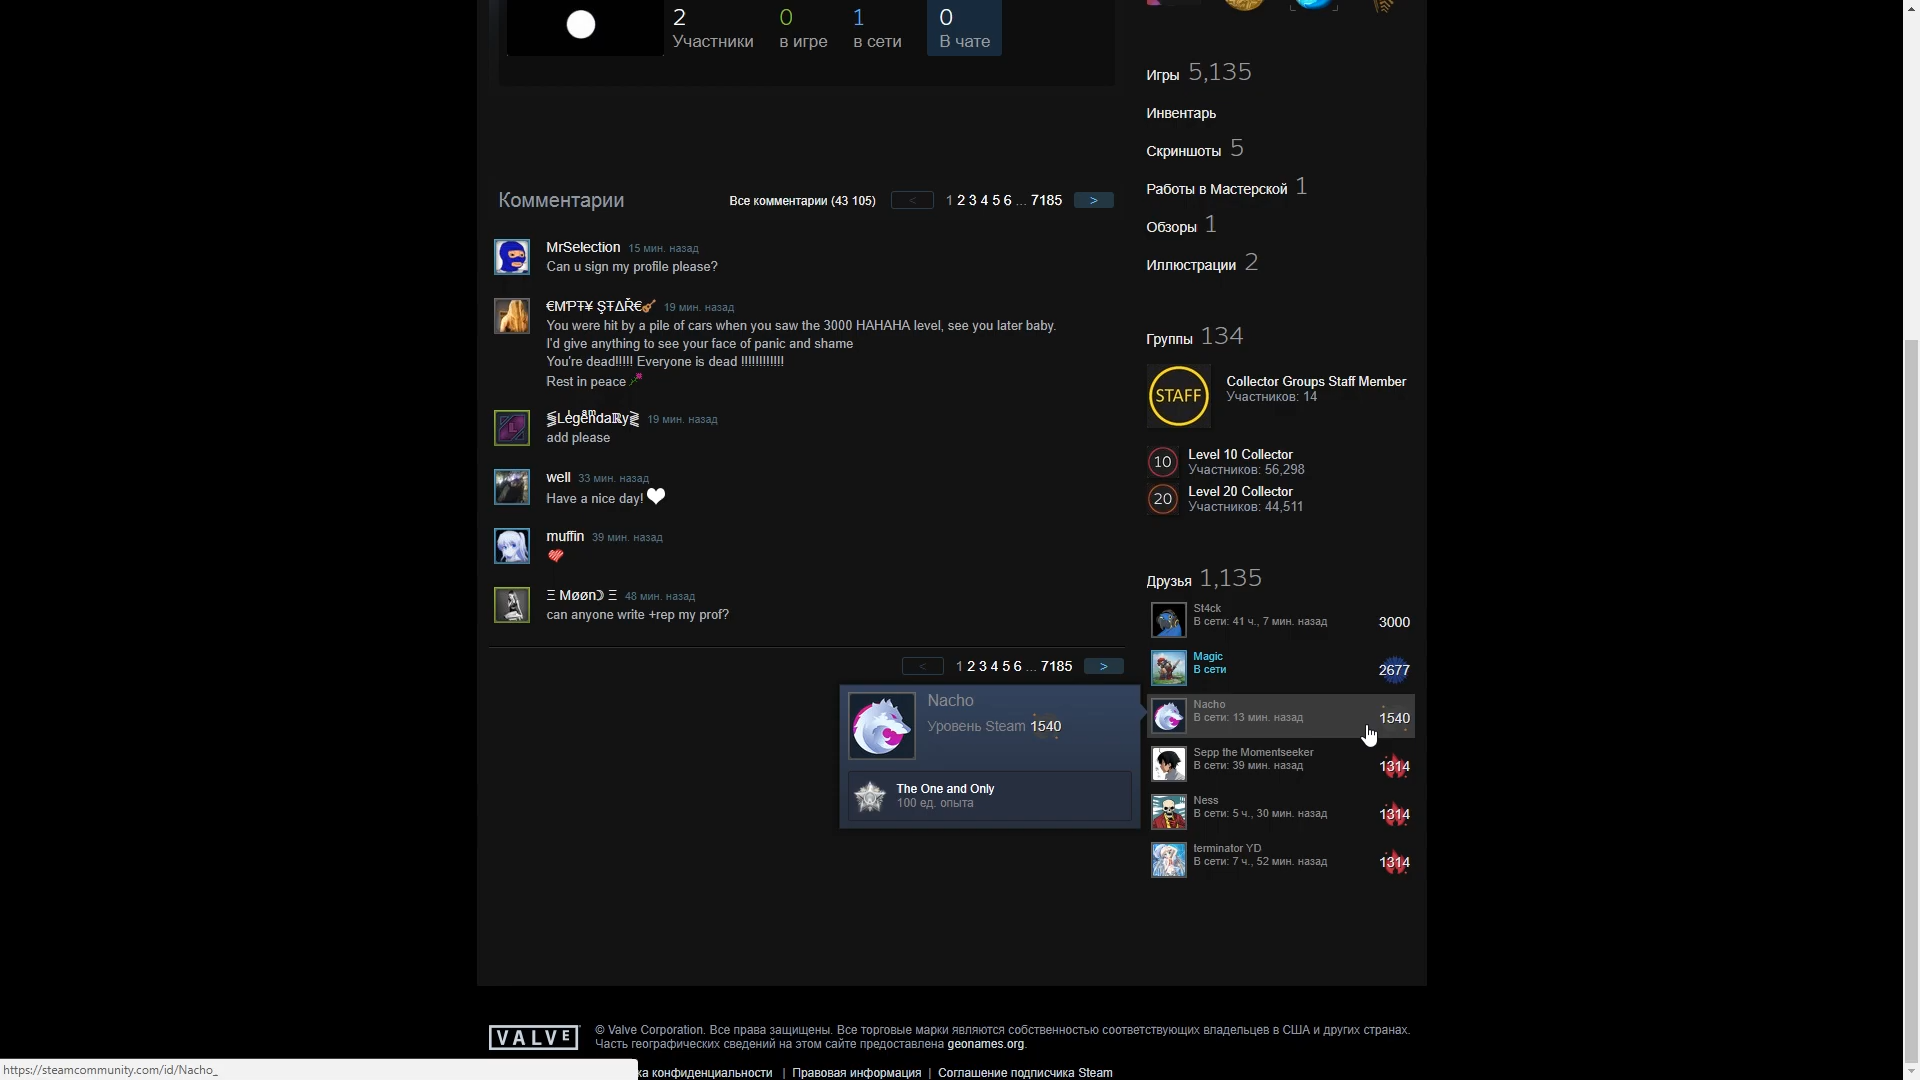 2
Участники
0
в игре
1
в сети
0
В чате
Комментарии
Все комментарии (43 105) < 1 2 3 4 5 6 ... 7185 >
MrSelection 15 мин. назад
Can u sign my profile please?
€MPŦ¥ ŞŦΔŘ€ 19 мин. назад
You were hit by a pile of cars when you saw the 3000 HAHAHA level, see you later baby.
I'd give anything to see your face of panic and shame
You're dead!!!!! Everyone is dead !!!!!!!!!!!!
Rest in peace
19 мин. назад
add please
well 33 мин. назад
Have a nice day!
muffin 39 мин. назад
Ξ Møøn☽ Ξ 48 мин. назад
can anyone write +rep my prof?
< 1 2 3 4 5 6 ... 7185 >
Nacho
Уровень Steam 1540
The One and Only
100 ед. опыта
Игры 5,135
Инвентарь
Скриншоты 5
Работы в Мастерской 1
Обзоры 1
Иллюстрации 2
Группы 134
STAFF
Collector Groups Staff Member
Участников: 14
10
Level 10 Collector
Участников: 56,298
20
Level 20 Collector
Участников: 44,511
Друзья 1,135
St4ck
В сети: 41 ч., 7 мин. назад
3000
Magic
В сети
2677
Nacho
В сети: 13 мин. назад
1540
Sepp the Momentseeker
В сети: 39 мин. назад
1314
Ness
В сети: 5 ч., 30 мин. назад
1314
terminator YD
В сети: 7 ч., 52 мин. назад
1314
VALVE
© Valve Corporation. Все права защищены. Все торговые марки являются собственностью соответствующих владельцев в США и других странах.
Часть географических сведений на этом сайте предоставлена geonames.org.
ка конфиденциальности | Правовая информация | Соглашение подписчика Steam
https://steamcommunity.com/id/Nacho_